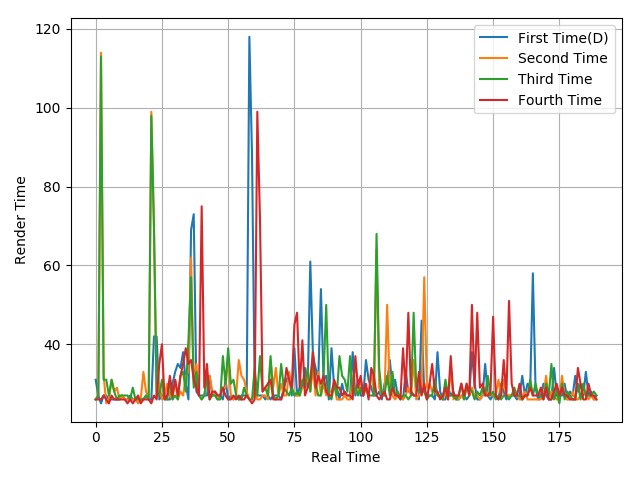 120
100
80
60
40
Render Time
0
25
50
75
100
125
150
175
Real Time
First Time(D)
Second Time
Third Time
Fourth Time